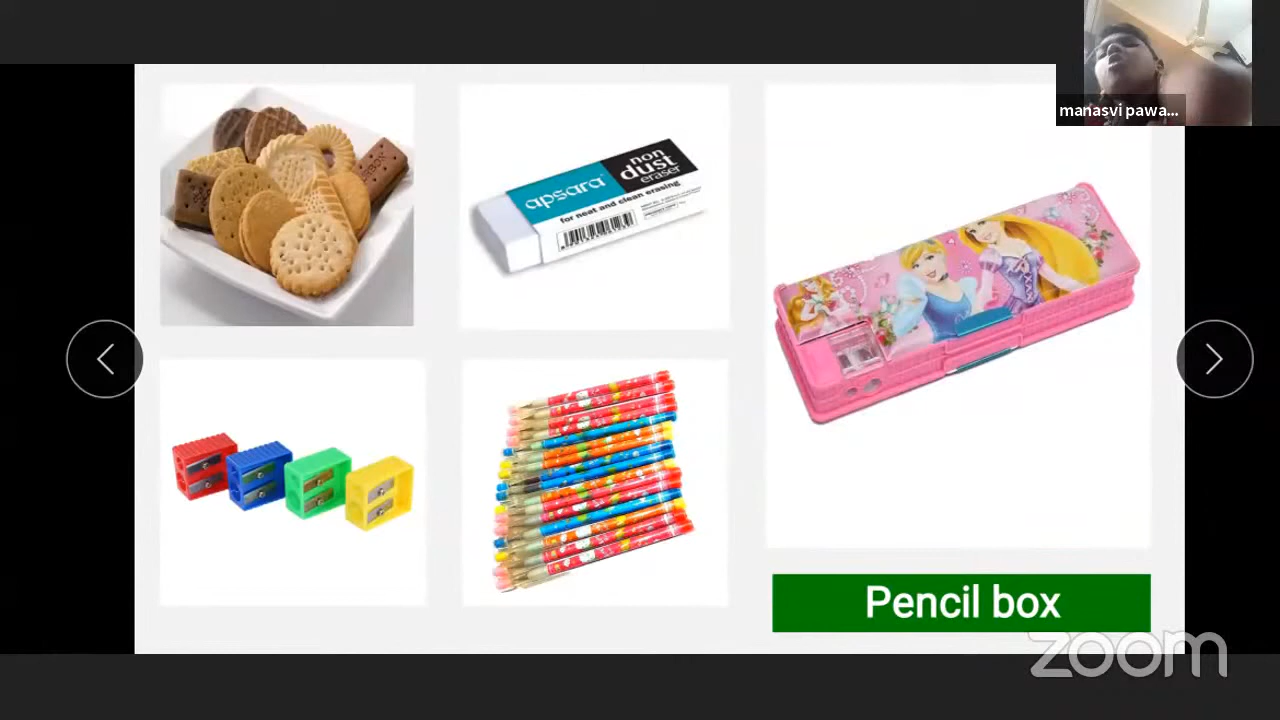 manasvi pawa...
apsara
non
dust
eraser
for neat and clean erasing
Pencil box
zoom